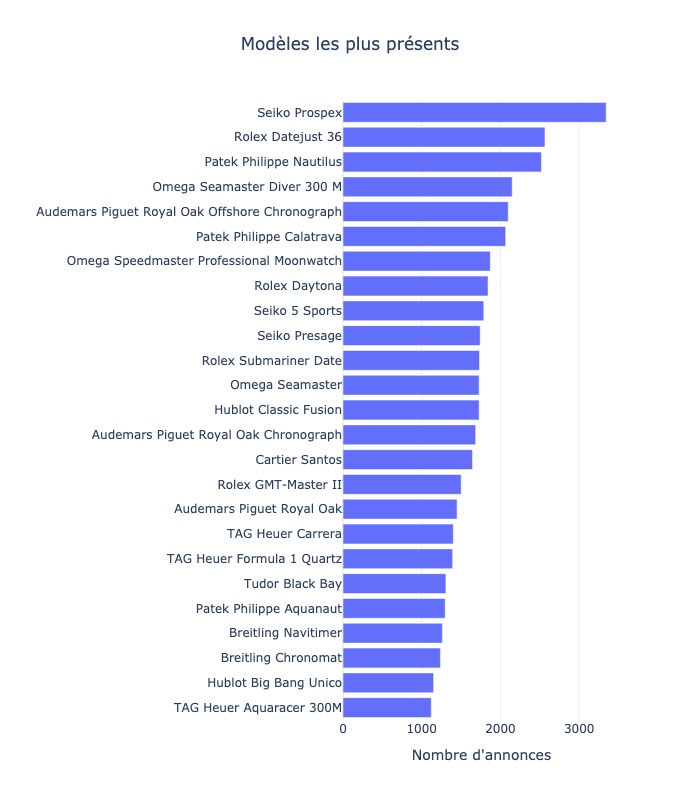 Modèles les plus présents
Seiko Prospex
Rolex Datejust 36
Patek Philippe Nautilus
Omega Seamaster Diver 300 M
Audemars Piguet Royal Oak Offshore Chronograph
Patek Philippe Calatrava
Omega Speedmaster Professional Moonwatch
Rolex Daytona
Seiko 5 Sports
Seiko Presage
Rolex Submariner Date
Omega Seamaster
Hublot Classic Fusion
Audemars Piguet Royal Oak Chronograph
Cartier Santos
Rolex GMT-Master II
Audemars Piguet Royal Oak
TAG Heuer Carrera
TAG Heuer Formula 1 Quartz
Tudor Black Bay
Patek Philippe Aquanaut
Breitling Navitimer
Breitling Chronomat
Hublot Big Bang Unico
TAG Heuer Aquaracer 300M
0 1000 2000 3000
Nombre d'annonces